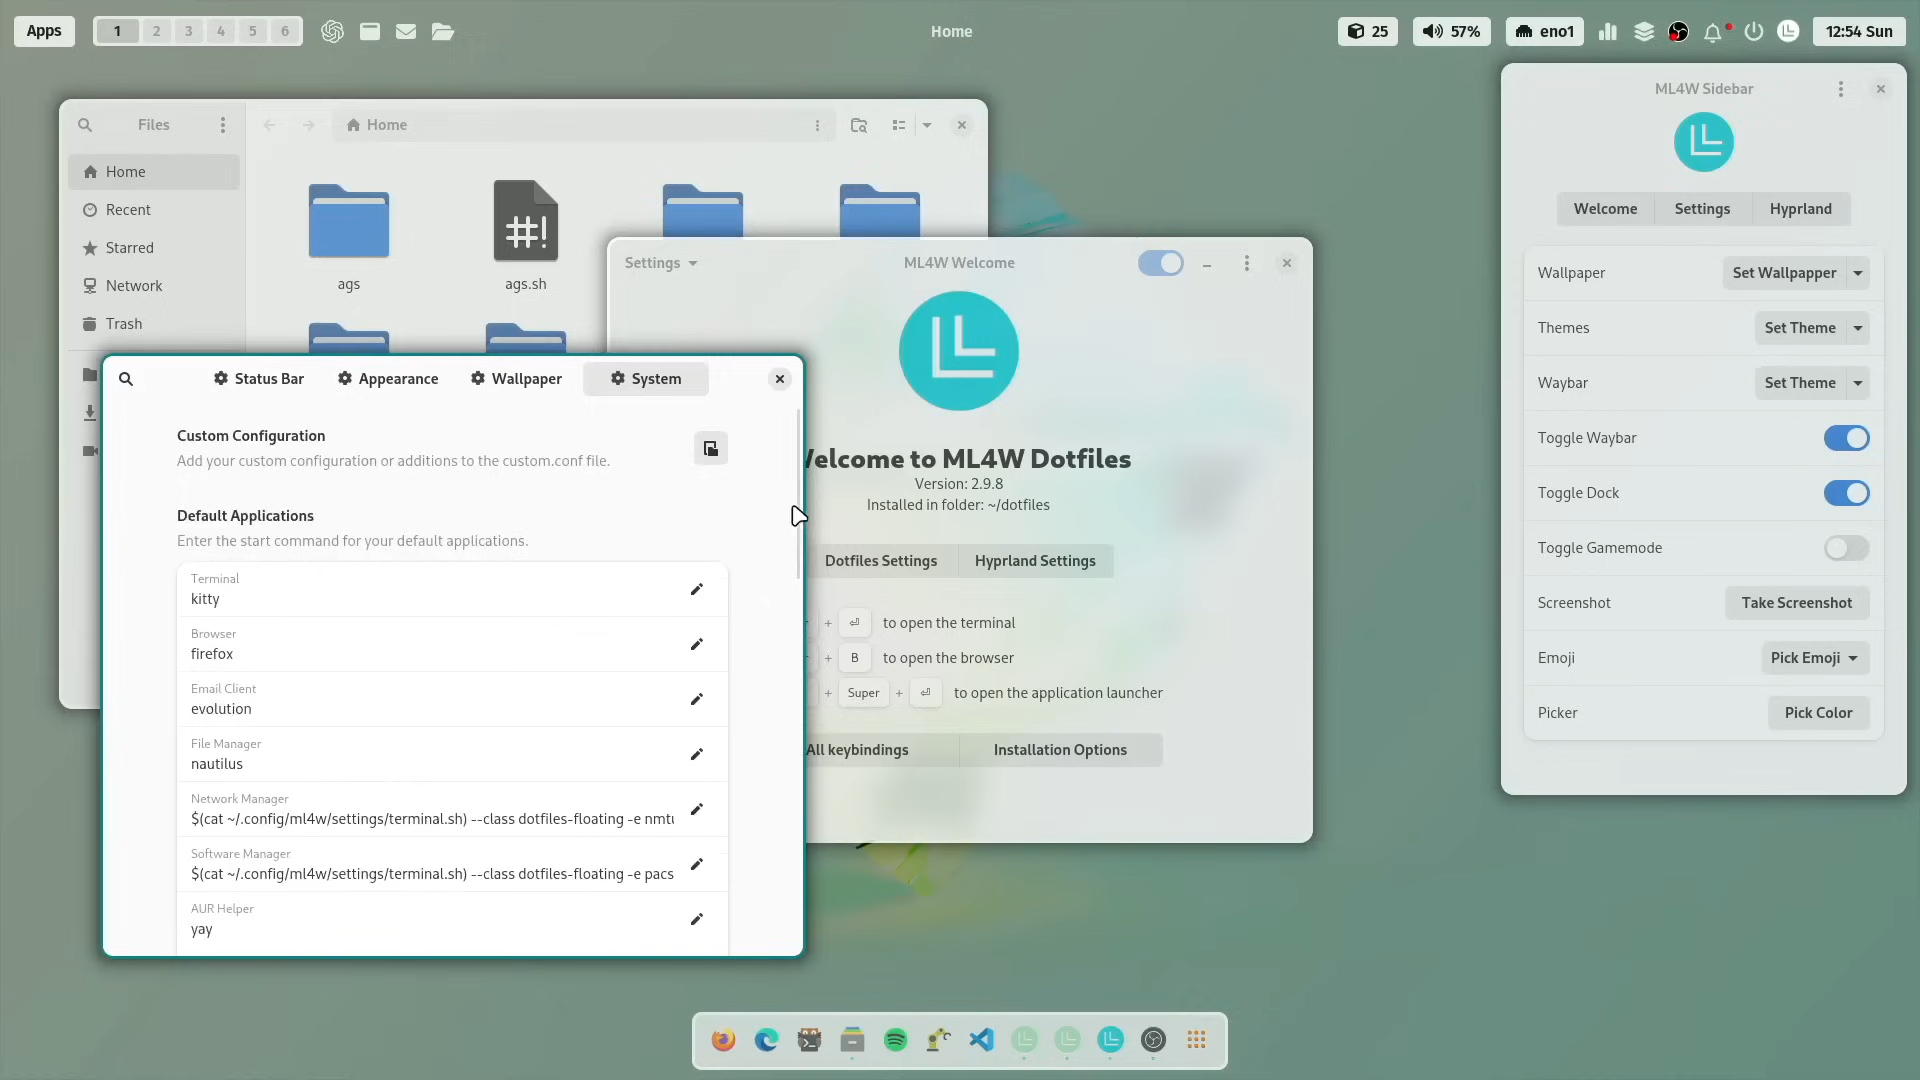 Apps
1 2 3 4 5 6
Home
25
57%
eno1
12:54 Sun
Files
Home
Home
Recent
Starred
Network
Trash
ags
ags.sh
Settings
ML4W Welcome
Welcome to ML4W Dotfiles
Version: 2.9.8
Installed in folder: ~/dotfiles
Dotfiles Settings
Hyprland Settings
+ to open the terminal
+ B to open the browser
+ Super + to open the application launcher
All keybindings
Installation Options
Status Bar
Appearance
Wallpaper
System
Custom Configuration
Add your custom configuration or additions to the custom.conf file.
Default Applications
Enter the start command for your default applications.
Terminal
kitty
Browser
firefox
Email Client
evolution
File Manager
nautilus
Network Manager
$(cat ~/.config/ml4w/settings/terminal.sh) --class dotfiles-floating -e nmtu
Software Manager
$(cat ~/.config/ml4w/settings/terminal.sh) --class dotfiles-floating -e pacs
AUR Helper
yay
ML4W Sidebar
Welcome
Settings
Hyprland
Wallpaper
Set Wallpapper
Themes
Set Theme
Waybar
Set Theme
Toggle Waybar
Toggle Dock
Toggle Gamemode
Screenshot
Take Screenshot
Emoji
Pick Emoji
Picker
Pick Color